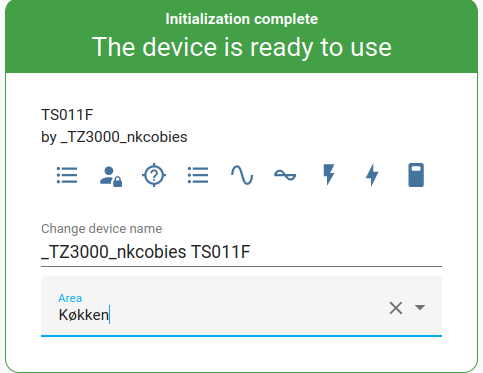 Initialization complete
The device is ready to use
TS011F
by _TZ3000_nkcobies
Change device name
_TZ3000_nkcobies TS011F
Area
Køkken